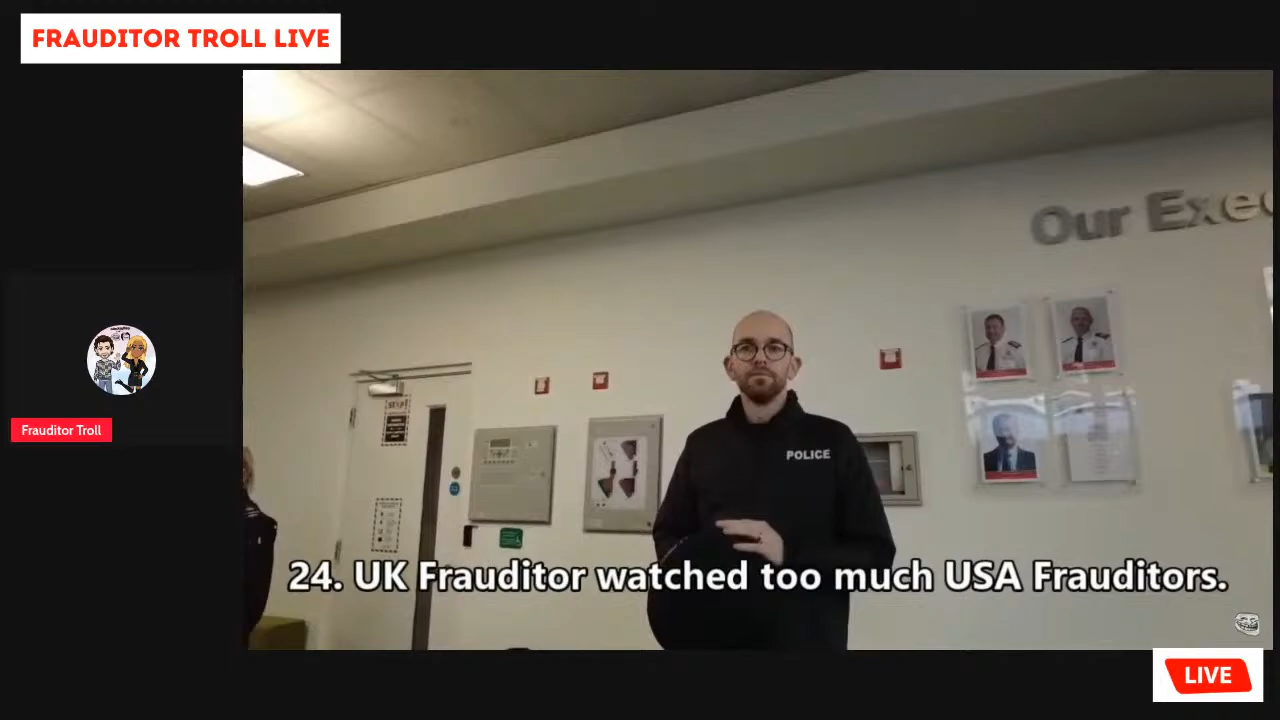 FRAUDITOR TROLL LIVE
Our Exec
STOP
POLICE
Frauditor Troll
24. UK Frauditor watched too much USA Frauditors.
LIVE